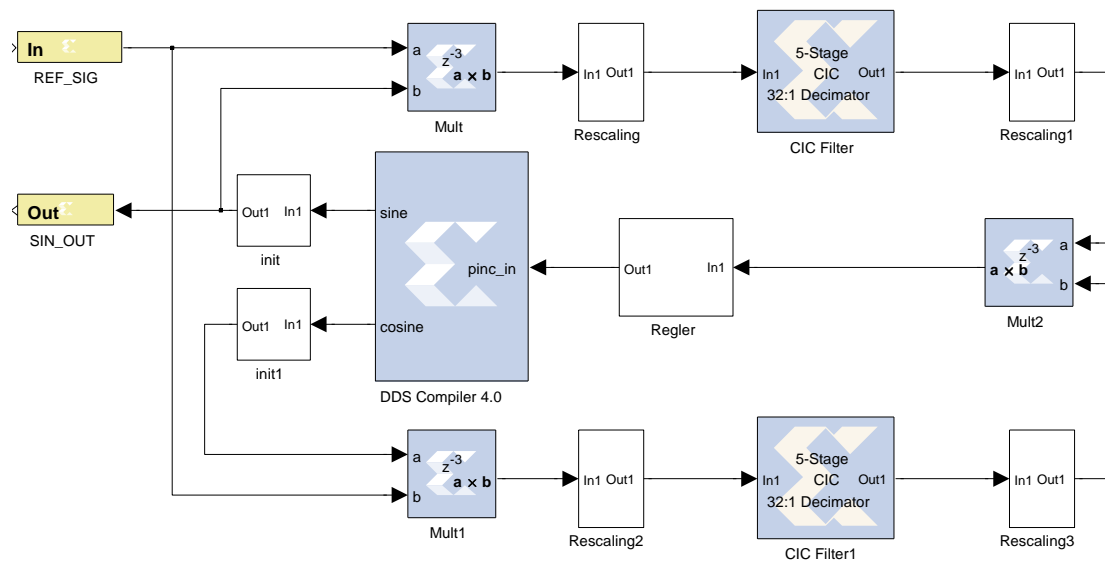 In
REF_SIG
a
b
z-3
a × b
Mult
In1 Out1
Rescaling
5-Stage
In1 CIC Out1
32:1 Decimator
CIC Filter
In1 Out1
Rescaling1
Out
SIN_OUT
Out1 In1
init
sine
pinc_in
cosine
DDS Compiler 4.0
Out1 In1
Regler
a
z-3
a × b
b
Mult2
Out1 In1
init1
a
b
z-3
a × b
Mult1
In1 Out1
Rescaling2
5-Stage
In1 CIC Out1
32:1 Decimator
CIC Filter1
In1 Out1
Rescaling3